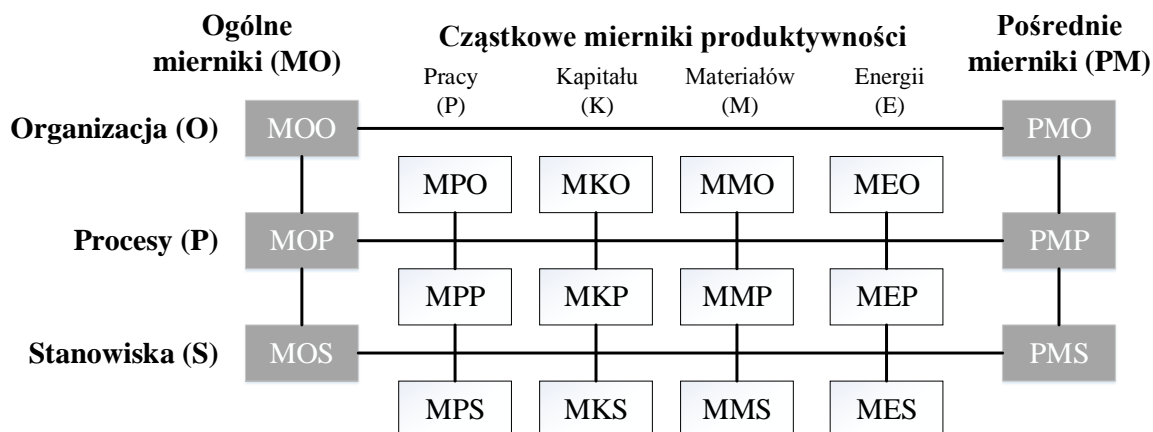 Ogólne
mierniki (MO)
Cząstkowe mierniki produktywności
Pośrednie
mierniki (PM)
Pracy
(P)
Kapitału
(K)
Materiałów
(M)
Energii
(E)
Organizacja (O)
MOO
PMO
MPO
MKO
MMO
MEO
Procesy (P)
MOP
PMP
MPP
MKP
MMP
MEP
Stanowiska (S)
MOS
PMS
MPS
MKS
MMS
MES